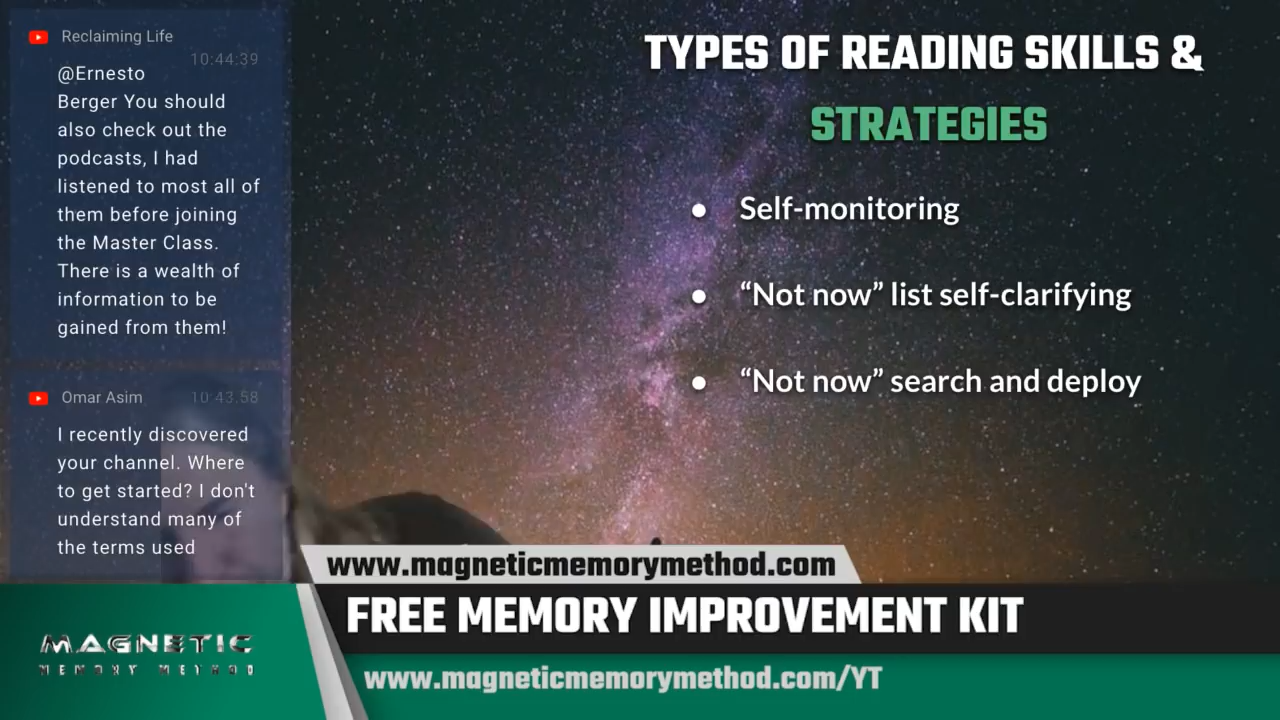 Reclaiming Life
10:44:39
@Ernesto
Berger You should
also check out the
podcasts, I had
listened to most all of
them before joining
the Master Class.
There is a wealth of
information to be
gained from them!
Omar Asim
10:43:58
I recently discovered
your channel. Where
to get started? I don't
understand many of
the terms used
TYPES OF READING SKILLS &
STRATEGIES
• Self-monitoring
• “Not now” list self-clarifying
• “Not now” search and deploy
www.magneticmemorymethod.com
FREE MEMORY IMPROVEMENT KIT
www.magneticmemorymethod.com/YT
MAGNETIC
MEMORY METHOD